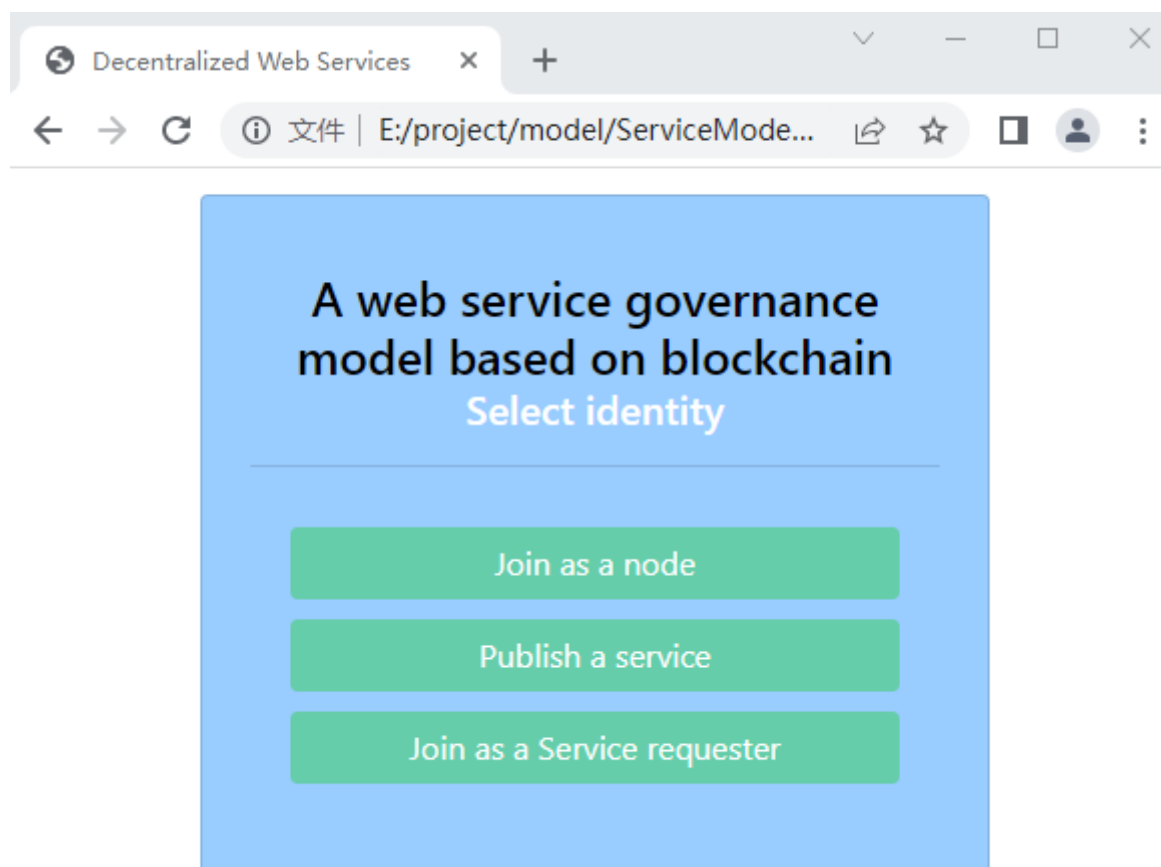 Decentralized Web Services
文件 E:/project/model/ServiceMode...
A web service governance
model based on blockchain
Select identity
Join as a node
Publish a service
Join as a Service requester